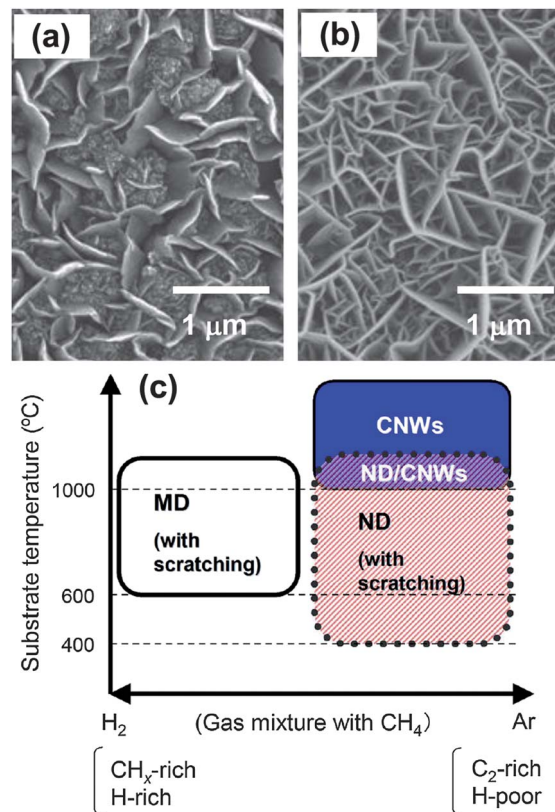 (a)
(b)
1 µm
1 µm
(c)
Substrate temperature (ºC)
1000
600
400
CNWs
ND/CNWs
MD
(with
scratching)
ND
(with
scratching)
H₂
(Gas mixture with CH₄)
Ar
CHₓ-rich
H-rich
C₂-rich
H-poor